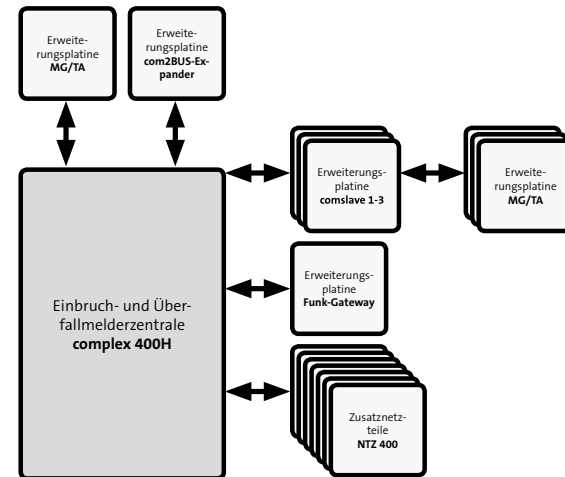 Erweite-
rungsplatine
MG/TA
Erweite-
rungsplatine
com2BUS-Ex-
pander
Erweiterungs-
platine
comslave 1-3
Erweite-
rungsplatine
MG/TA
Erweiterungs-
platine
Funk-Gateway
Einbruch- und Über-
fallmelderzentrale
complex 400H
Zusatznetz-
teile
NTZ 400